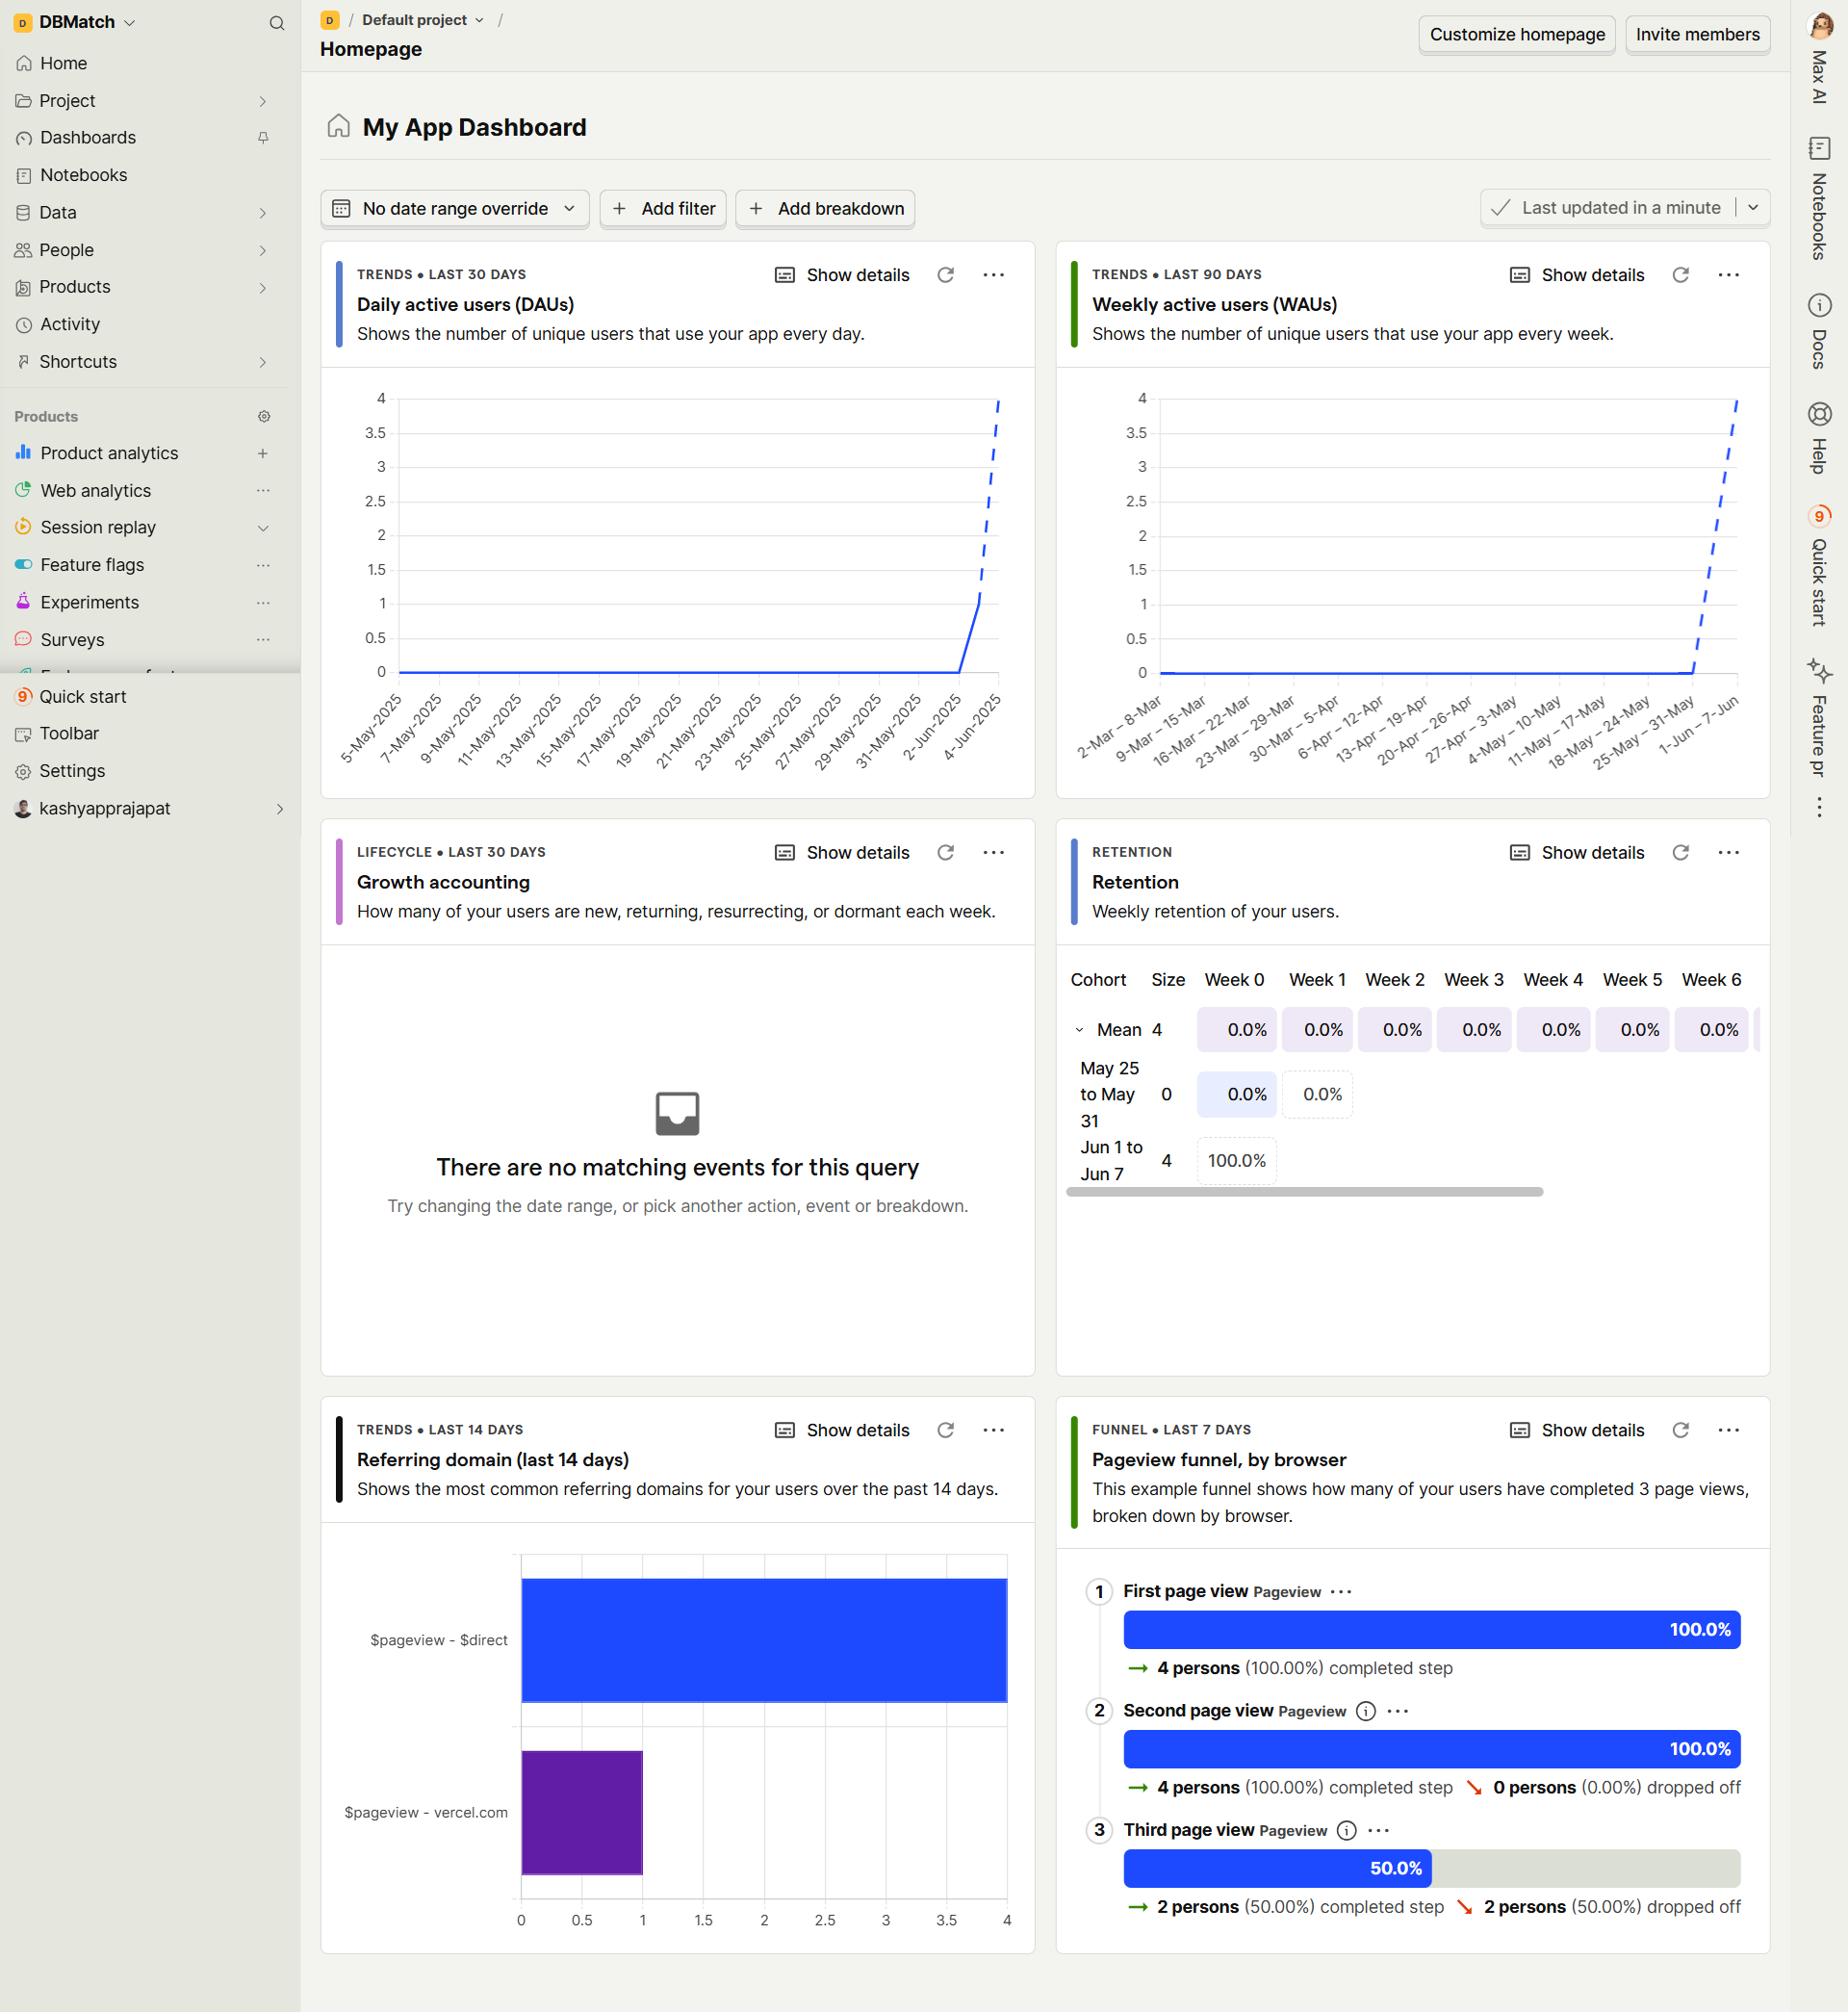 D DBMatch
Home
Project
Dashboards
Notebooks
Data
People
Products
Activity
Shortcuts
Products
Product analytics
Web analytics
Session replay
Feature flags
Experiments
Surveys
9 Quick start
Toolbar
Settings
kashyapprajapat
D / Default project /
Homepage
Customize homepage
Invite members
My App Dashboard
No date range override
Add filter
Add breakdown
Last updated in a minute
TRENDS • LAST 30 DAYS
Show details
Daily active users (DAUs)
Shows the number of unique users that use your app every day.
4
3.5
3
2.5
2
1.5
1
0.5
0
5-May-2025
7-May-2025
9-May-2025
11-May-2025
13-May-2025
15-May-2025
17-May-2025
19-May-2025
21-May-2025
23-May-2025
25-May-2025
27-May-2025
29-May-2025
31-May-2025
2-Jun-2025
4-Jun-2025
TRENDS • LAST 90 DAYS
Show details
Weekly active users (WAUs)
Shows the number of unique users that use your app every week.
4
3.5
3
2.5
2
1.5
1
0.5
0
2-Mar – 8-Mar
9-Mar – 15-Mar
16-Mar – 22-Mar
23-Mar – 29-Mar
30-Mar – 5-Apr
6-Apr – 12-Apr
13-Apr – 19-Apr
20-Apr – 26-Apr
27-Apr – 3-May
4-May – 10-May
11-May – 17-May
18-May – 24-May
25-May – 31-May
1-Jun – 7-Jun
LIFECYCLE • LAST 30 DAYS
Show details
Growth accounting
How many of your users are new, returning, resurrecting, or dormant each week.
There are no matching events for this query
Try changing the date range, or pick another action, event or breakdown.
RETENTION
Show details
Retention
Weekly retention of your users.
Cohort Size Week 0 Week 1 Week 2 Week 3 Week 4 Week 5 Week 6
Mean 4 0.0% 0.0% 0.0% 0.0% 0.0% 0.0% 0.0%
May 25
to May 0 0.0% 0.0%
31
Jun 1 to
4 100.0%
Jun 7
TRENDS • LAST 14 DAYS
Show details
Referring domain (last 14 days)
Shows the most common referring domains for your users over the past 14 days.
$pageview - $direct
$pageview - vercel.com
0 0.5 1 1.5 2 2.5 3 3.5 4
FUNNEL • LAST 7 DAYS
Show details
Pageview funnel, by browser
This example funnel shows how many of your users have completed 3 page views,
broken down by browser.
1 First page view Pageview
100.0%
4 persons (100.00%) completed step
2 Second page view Pageview
100.0%
4 persons (100.00%) completed step 0 persons (0.00%) dropped off
3 Third page view Pageview
50.0%
2 persons (50.00%) completed step 2 persons (50.00%) dropped off
Max AI
Notebooks
Docs
Help
9
Quick start
Feature pr